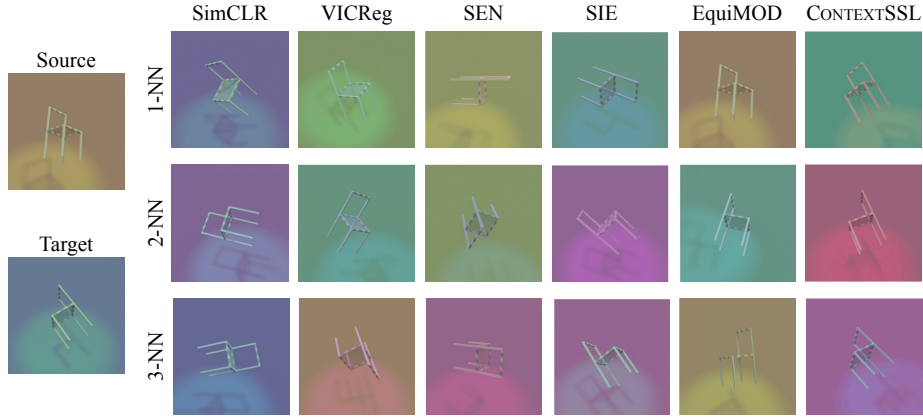 SimCLR VICReg SEN SIE EquiMOD CONTEXTSSL
Source
1-NN
2-NN
Target
3-NN